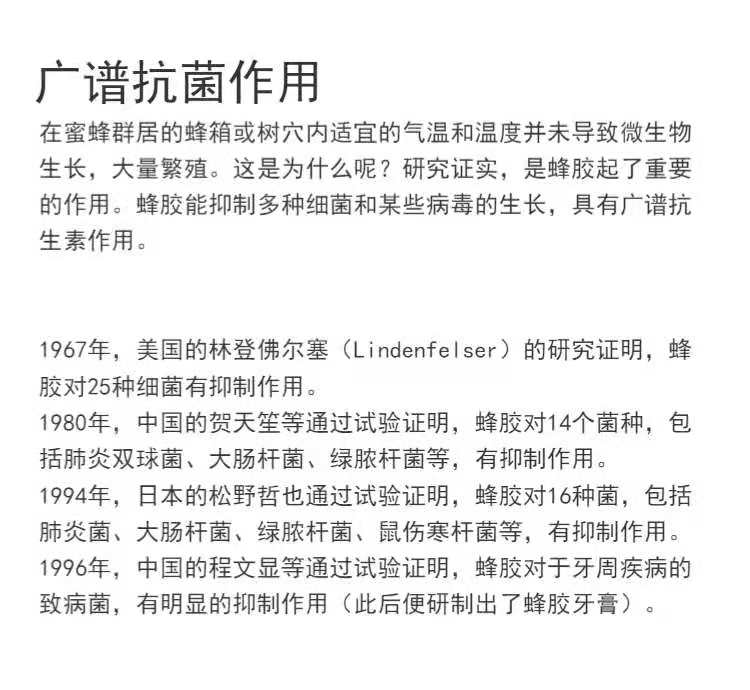 广谱抗菌作用
在蜜蜂群居的蜂箱或树穴内适宜的气温和温度并未导致微生物
生长，大量繁殖。这是为什么呢？研究证实，是蜂胶起了重要
的作用。蜂胶能抑制多种细菌和某些病毒的生长，具有广谱抗
生素作用。
1967年，美国的林登佛尔塞（Lindenfelser）的研究证明，蜂
胶对25种细菌有抑制作用。
1980年，中国的贺天笙等通过试验证明，蜂胶对14个菌种，包
括肺炎双球菌、大肠杆菌、绿脓杆菌等，有抑制作用。
1994年，日本的松野哲也通过试验证明，蜂胶对16种菌，包括
肺炎菌、大肠杆菌、绿脓杆菌、鼠伤寒杆菌等，有抑制作用。
1996年，中国的程文显等通过试验证明，蜂胶对于牙周疾病的
致病菌，有明显的抑制作用（此后便研制出了蜂胶牙膏）。